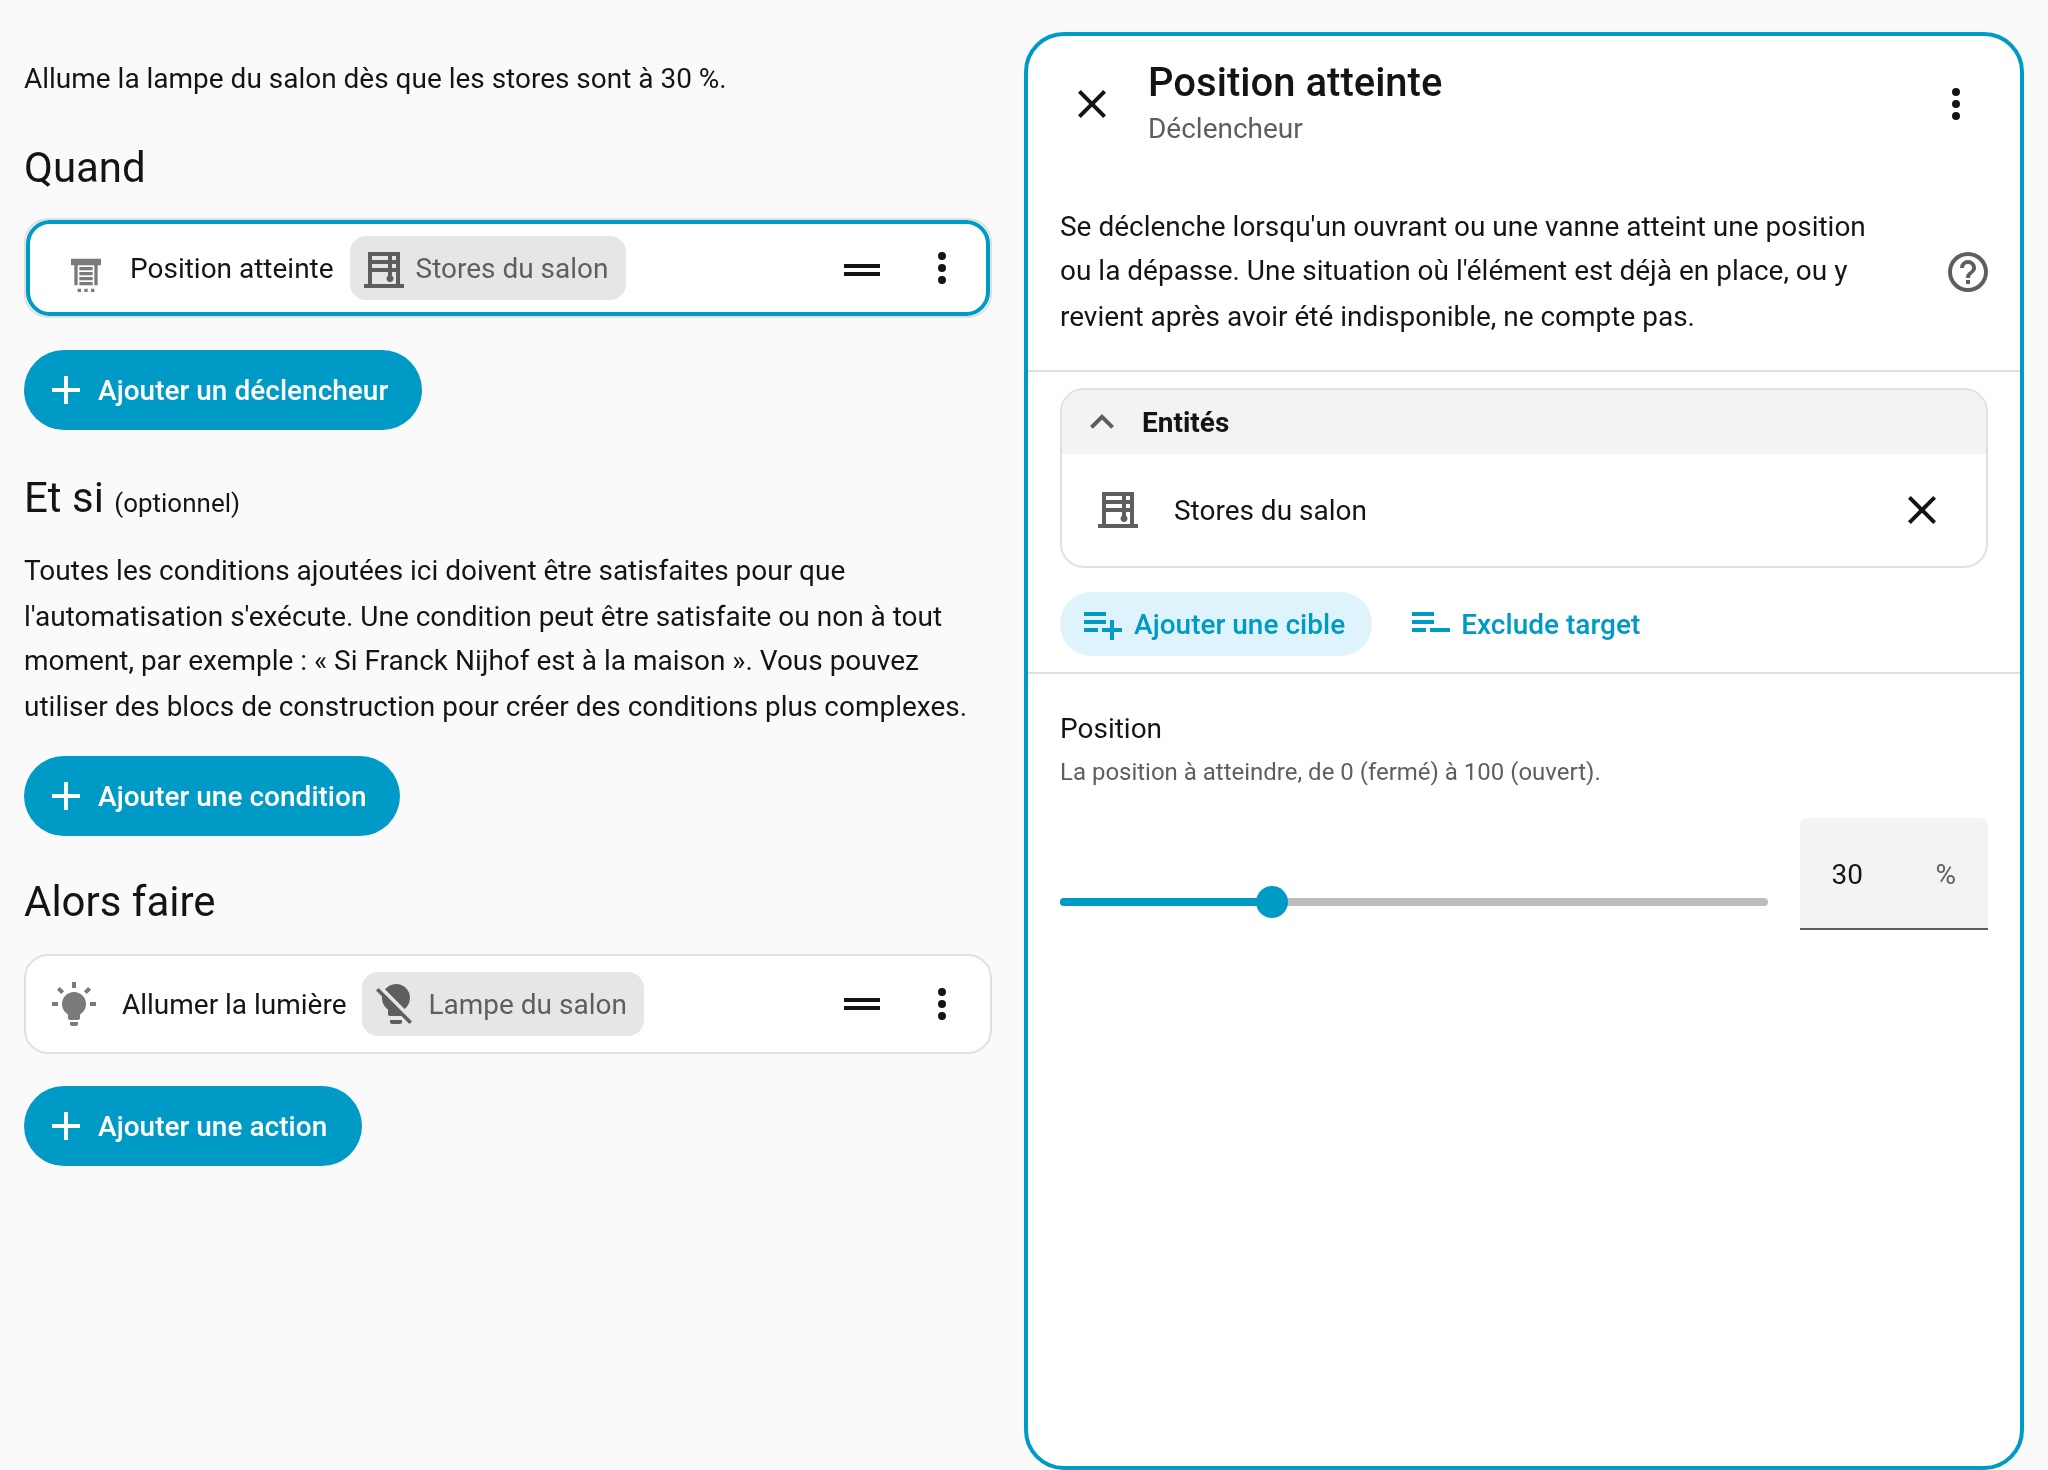 Allume la lampe du salon dès que les stores sont à 30 %.
Quand
Position atteinte Stores du salon
Ajouter un déclencheur
Et si (optionnel)
Toutes les conditions ajoutées ici doivent être satisfaites pour que
l'automatisation s'exécute. Une condition peut être satisfaite ou non à tout
moment, par exemple : « Si Franck Nijhof est à la maison ». Vous pouvez
utiliser des blocs de construction pour créer des conditions plus complexes.
Ajouter une condition
Alors faire
Allumer la lumière Lampe du salon
Ajouter une action
Position atteinte
Déclencheur
Se déclenche lorsqu'un ouvrant ou une vanne atteint une position
ou la dépasse. Une situation où l'élément est déjà en place, ou y
revient après avoir été indisponible, ne compte pas.
Entités
Stores du salon
Ajouter une cible Exclude target
Position
La position à atteindre, de 0 (fermé) à 100 (ouvert).
30 %